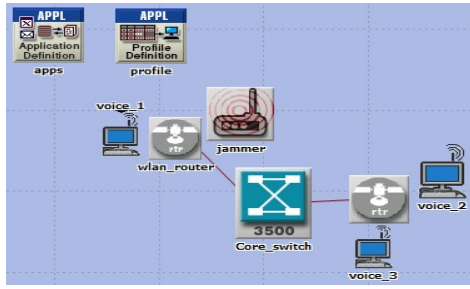 APPL
Application
Definition
apps
APPL
Profile
Definition
profile
voice_1
rtr
wlan_router
jammer
3500
Core_switch
rtr
voice_2
voice_3